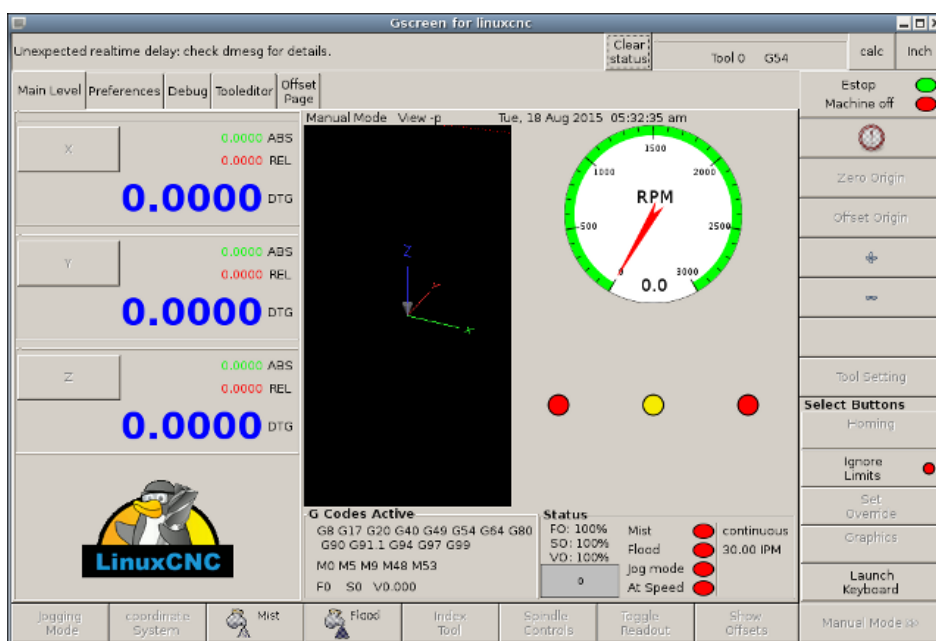 Gscreen for linuxcnc
Unexpected realtime delay: check dmesg for details.
Clear
status
Tool 0 G54
calc
Inch
Main Level
Preferences
Debug
Tooleditor
Offset
Page
Estop
Machine off
Manual Mode View -p Tue, 18 Aug 2015 05:32:35 am
X
0.0000 ABS
0.0000 REL
0.0000 DTG
Y
0.0000 ABS
0.0000 REL
0.0000 DTG
Z
0.0000 ABS
0.0000 REL
0.0000 DTG
LinuxCNC
Z
Y
X
RPM
0
500
1000
1500
2000
2500
3000
0.0
G Codes Active
G8 G17 G20 G40 G49 G54 G64 G80
G90 G91.1 G94 G97 G99
M0 M5 M9 M48 M53
F0 S0 V0.000
Status
FO: 100%
SO: 100%
VO: 100%
0
Mist
Flood
Jog mode
At Speed
continuous
30.00 IPM
Zero Origin
Offset Origin
Tool Setting
Select Buttons
Homing
Ignore
Limits
Set
Override
Graphics
Launch
Keyboard
Jogging
Mode
coordinate
System
Mist
Flood
Index
Tool
Spindle
Controls
Toggle
Readout
Show
Offsets
Manual Mode